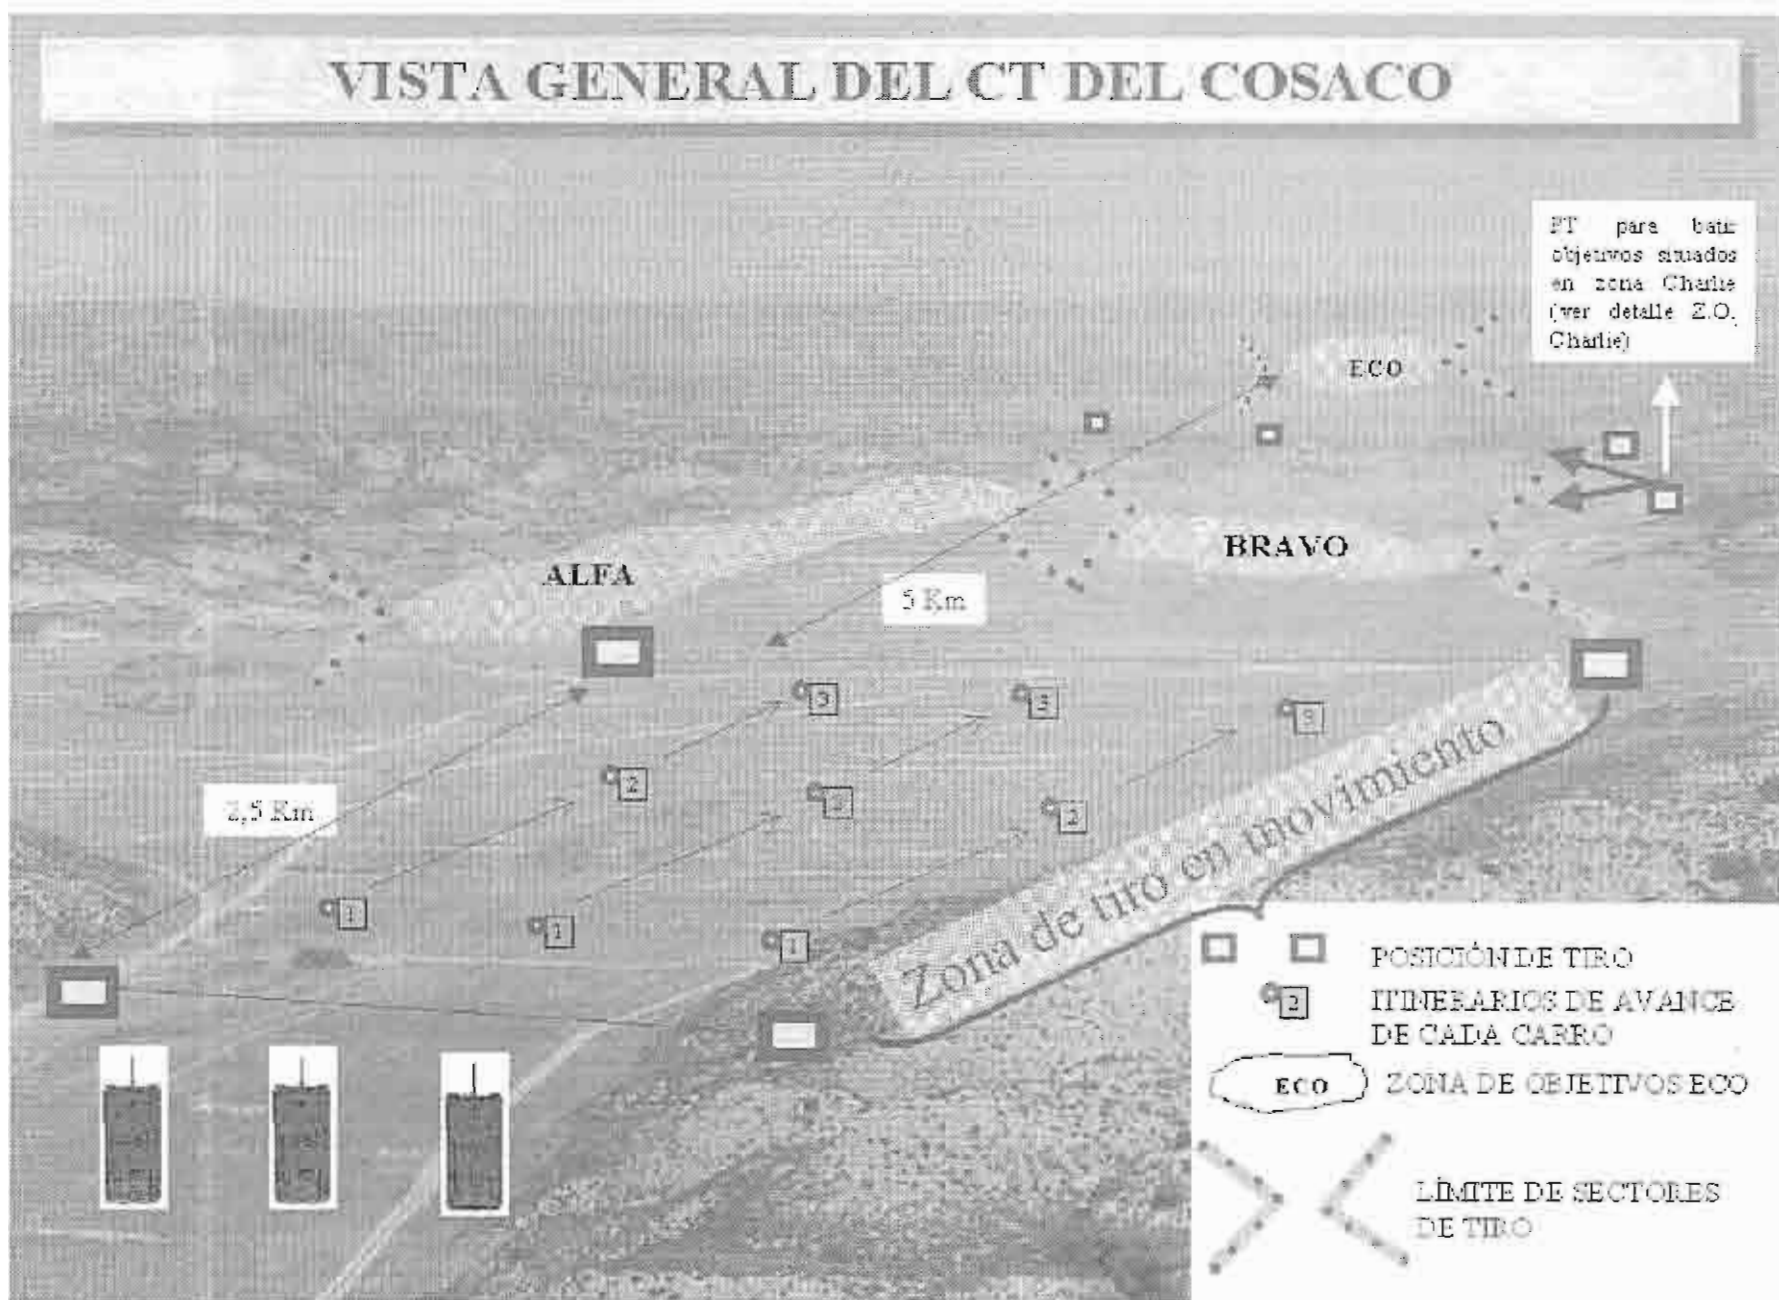 VISTA GENERAL DEL CT DEL COSACO
PT para batir
objetivos situados
en zona Charlie
(ver detalle Z.O.
Charlie)
ECO
BRAVO
ALFA
5 Km
3
3
3
2
2
2
2,5 Km
1
1
1
Zona de tiro en movimiento
POSICIÓN DE TIRO
2
ITINERARIOS DE AVANCE
DE CADA CARRO
ECO
ZONA DE OBJETIVOS ECO
LÍMITE DE SECTORES
DE TIRO